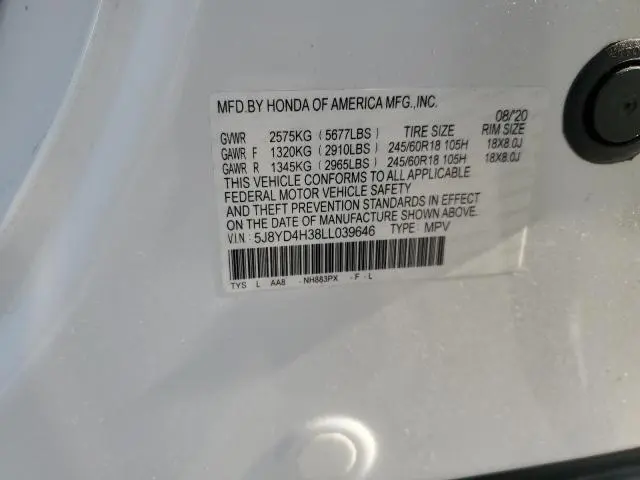 MFD.BY HONDA OF AMERICA MFG.,INC.
08/'20
GVWR 2575KG (5677LBS) TIRE SIZE RIM SIZE
GAWR F 1320KG (2910LBS) 245/60R18 105H 18X8.0J
GAWR R 1345KG (2965LBS) 245/60R18 105H 18X8.0J
THIS VEHICLE CONFORMS TO ALL APPLICABLE
FEDERAL MOTOR VEHICLE SAFETY
AND THEFT PREVENTION STANDARDS IN EFFECT
ON THE DATE OF MANUFACTURE SHOWN ABOVE.
V.I.N: 5J8YD4H38LL039646 TYPE: MPV
TYS L AA8 -NH883PX -F -L